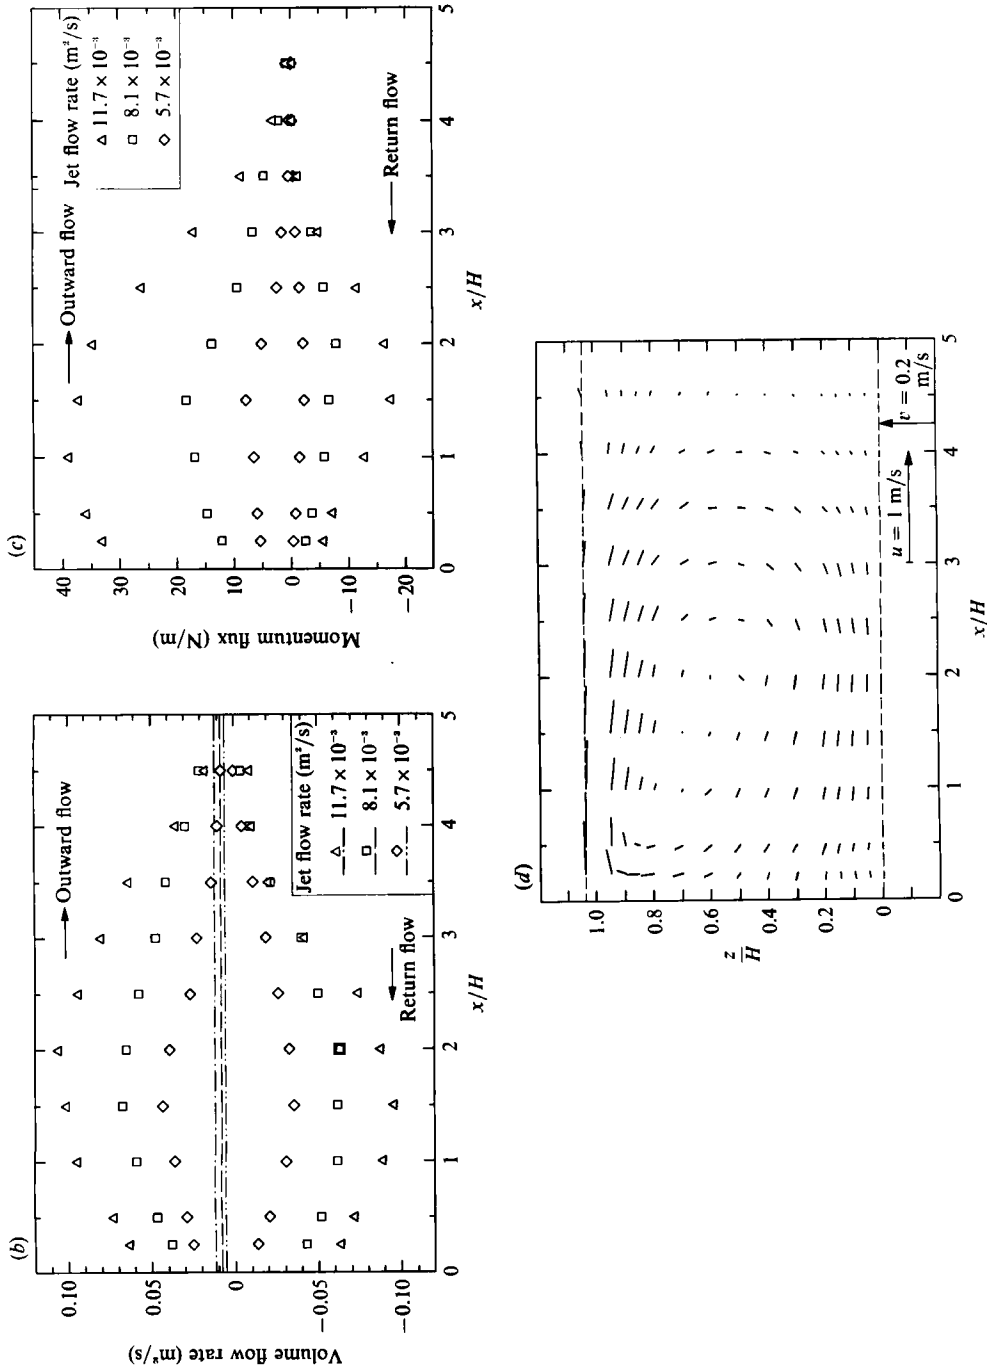 (b)
Outward flow
Jet flow rate (m²/s)
11.7 × 10⁻³
8.1 × 10⁻³
5.7 × 10⁻³
Return flow
0.10
0.05
0
−0.05
−0.10
Volume flow rate (m²/s)
0 1 2 3 4 5
x/H
(c)
Outward flow
Jet flow rate (m²/s)
11.7 × 10⁻³
8.1 × 10⁻³
5.7 × 10⁻³
Return flow
40
30
20
10
0
−10
−20
Momentum flux (N/m)
0 1 2 3 4 5
x/H
(d)
1.0
0.8
0.6
0.4
0.2
0
z/H
u = 1 m/s
v = 0.2
m/s
0 1 2 3 4 5
x/H